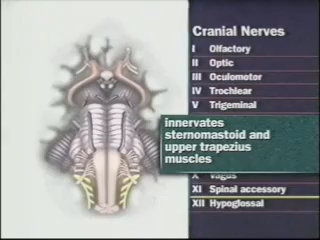 Cranial Nerves
I Olfactory
II Optic
III Oculomotor
IV Trochlear
V Trigeminal
innervates
sternomastoid and
upper trapezius
muscles
X Vagus
XI Spinal accessory
XII Hypoglossal